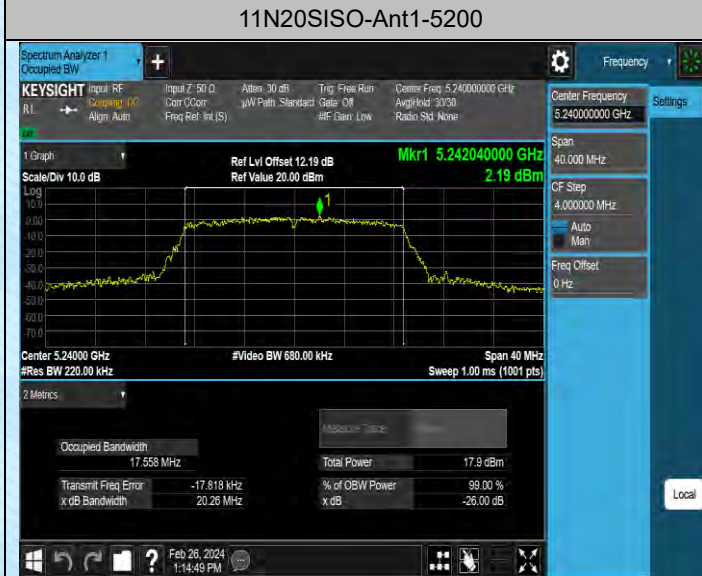 11N20SISO-Ant1-5200
Spectrum Analyzer 1
Occupied BW
+
Frequency
KEYSIGHT
Input: RF
Coupling: DC
Align: Auto
Input Z: 50 Ω
Corr CCorr
Freq Ref: Int (S)
Atten: 30 dB
µW Path: Standard
Trig: Free Run
Gate: Off
#IF Gain: Low
Center Freq: 5.240000000 GHz
Avg|Hold: 30/30
Radio Std: None
Center Frequency
5.240000000 GHz
Settings
Span
40.000 MHz
CF Step
4.000000 MHz
Auto
Man
Freq Offset
0 Hz
1 Graph
Scale/Div 10.0 dB
Ref Lvl Offset 12.19 dB
Ref Value 20.00 dBm
Mkr1 5.242040000 GHz
2.19 dBm
Log
10.0
0.00
-10.0
-20.0
-30.0
-40.0
-50.0
-60.0
-70.0
1
Center 5.24000 GHz
#Res BW 220.00 kHz
#Video BW 680.00 kHz
Span 40 MHz
Sweep 1.00 ms (1001 pts)
2 Metrics
Measure Trace
Occupied Bandwidth
17.558 MHz
Total Power 17.9 dBm
Transmit Freq Error -17.818 kHz
% of OBW Power 99.00 %
x dB Bandwidth 20.26 MHz
x dB -26.00 dB
Local
?
Feb 26, 2024
1:14:49 PM